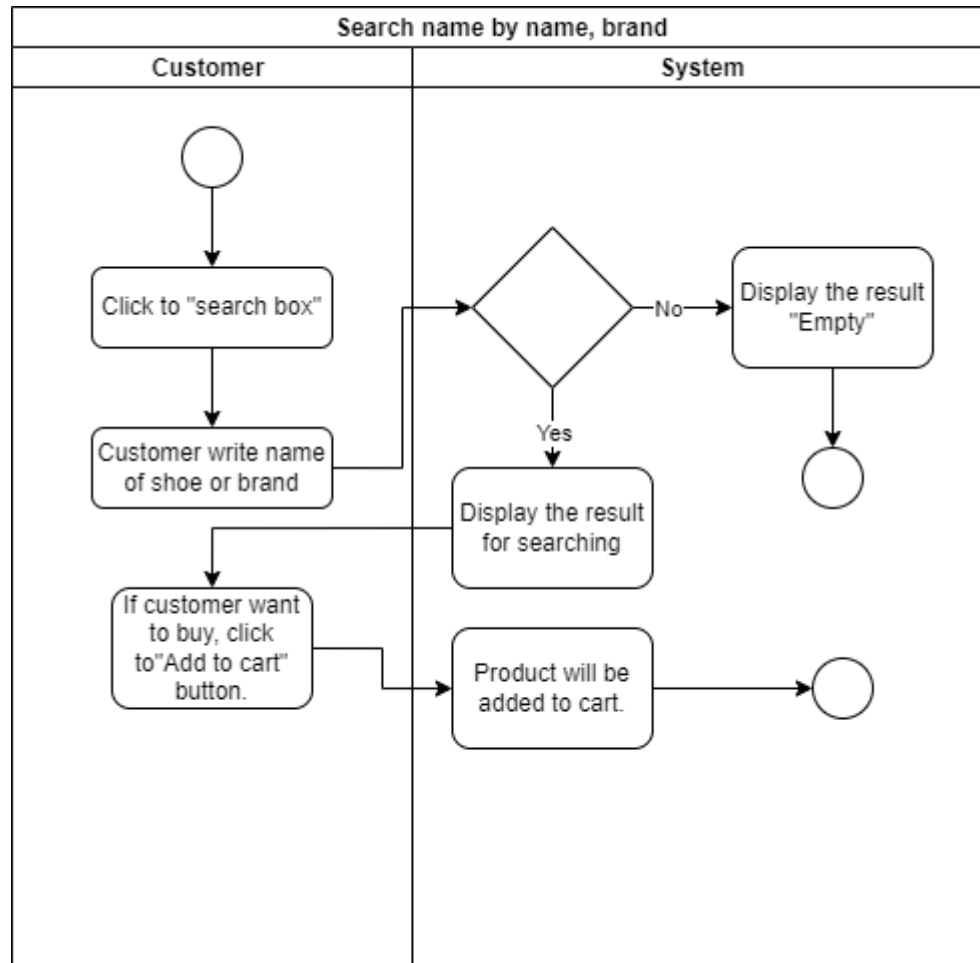 Search name by name, brand
Customer
System
Click to "search box"
No
Display the result
"Empty"
Customer write name
of shoe or brand
Yes
Display the result
for searching
If customer want
to buy, click
to"Add to cart"
button.
Product will be
added to cart.